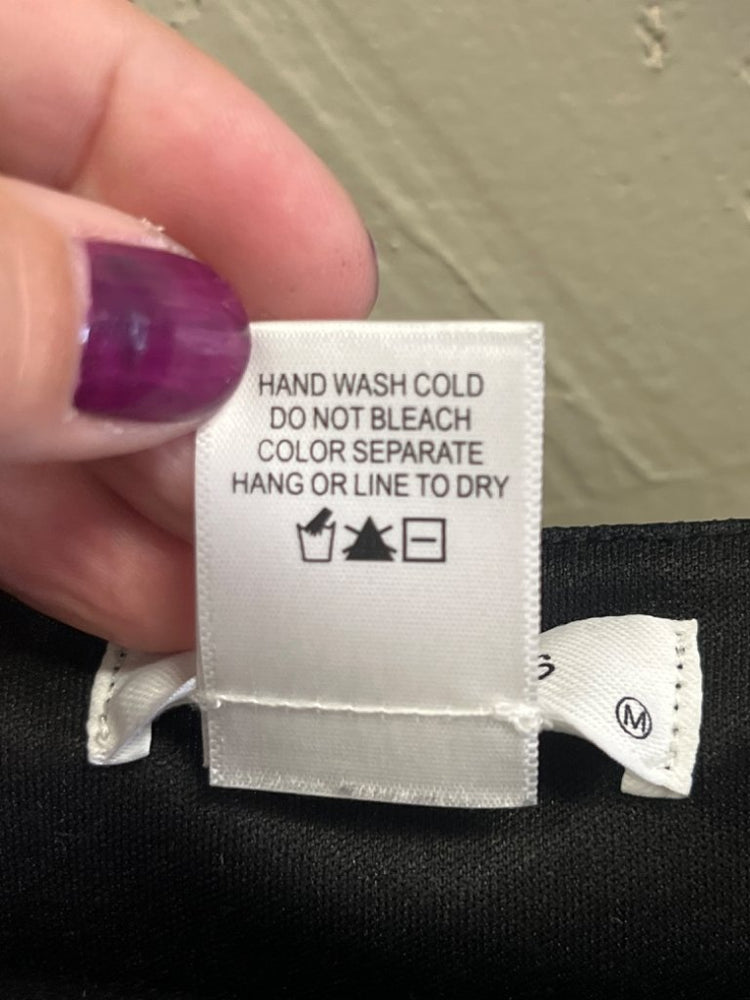 HAND WASH COLD
DO NOT BLEACH
COLOR SEPARATE
HANG OR LINE TO DRY
S
M